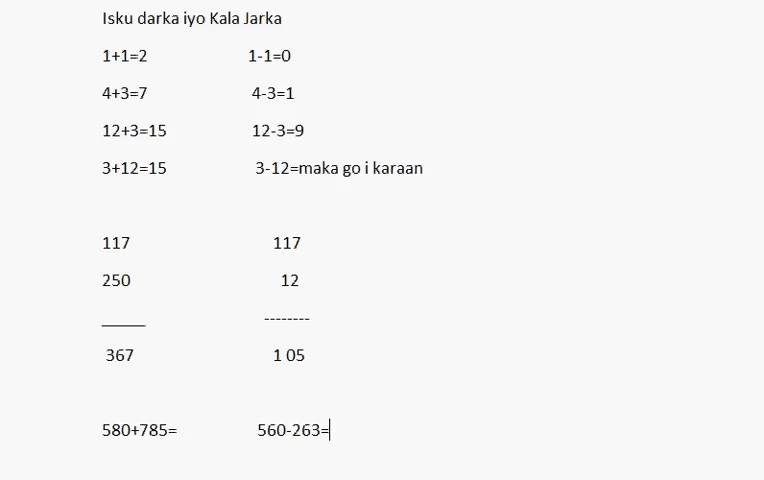 Isku darka iyo Kala Jarka
1+1=2 1-1=0
4+3=7 4-3=1
12+3=15 12-3=9
3+12=15 3-12=maka go i karaan
117 117
250 12
_____ --------
367 1 05
580+785= 560-263=